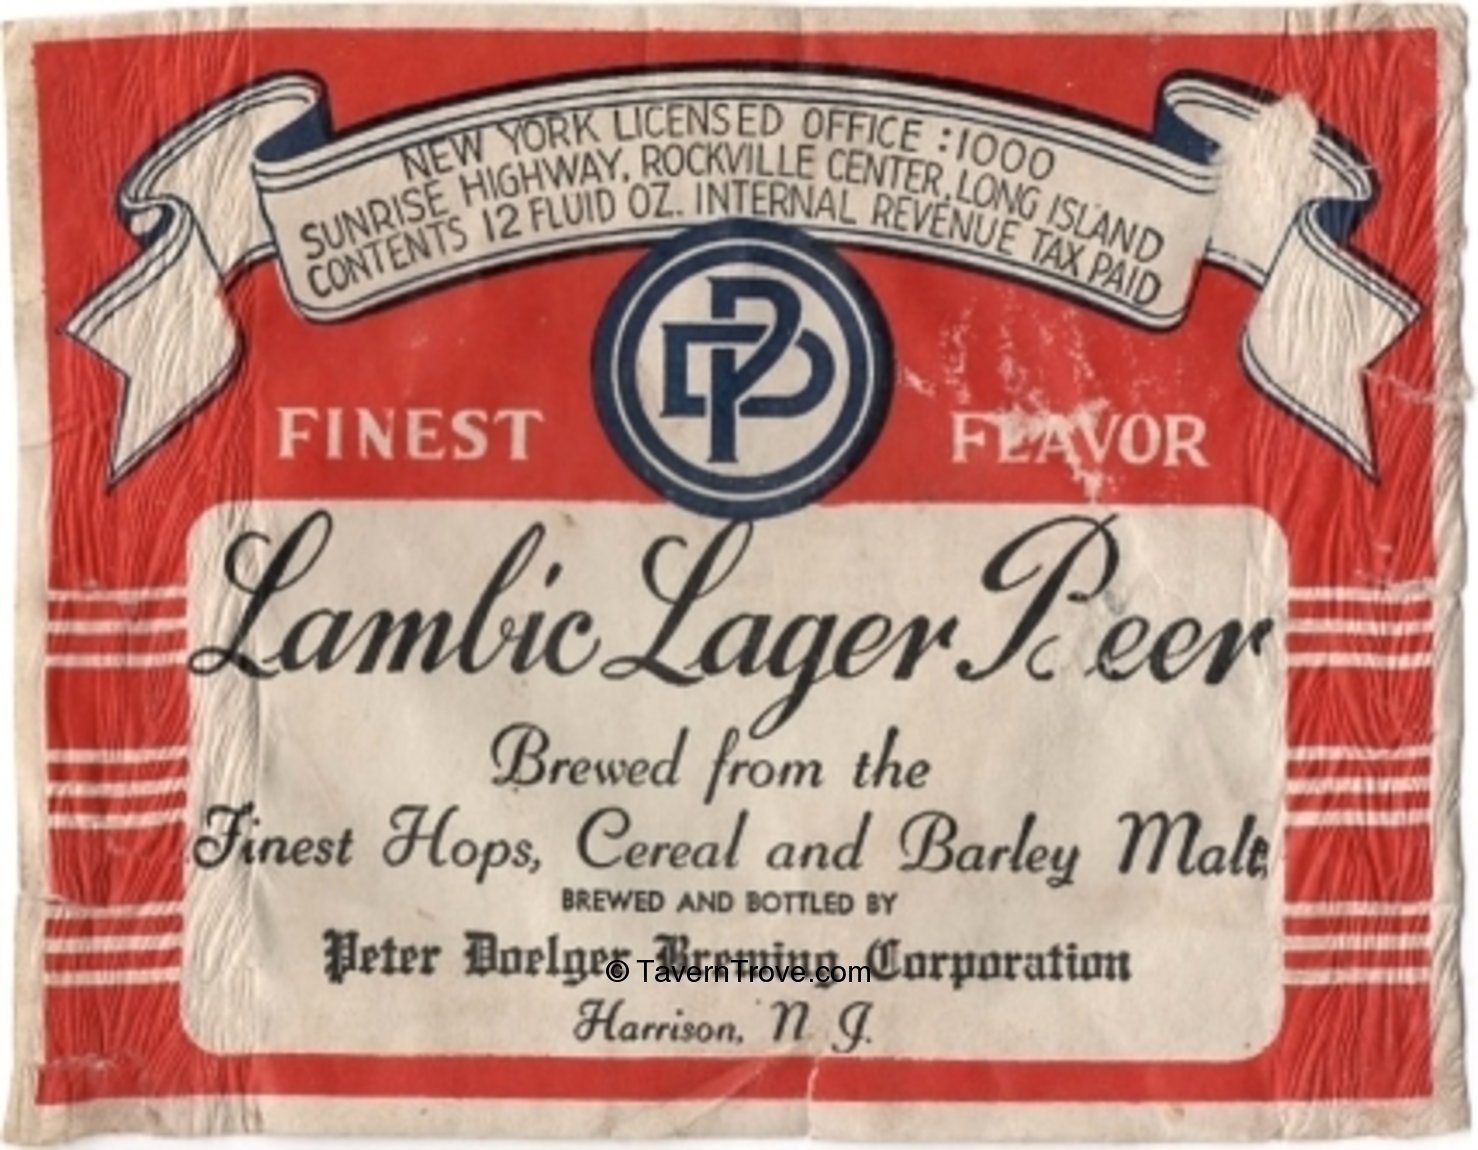 NEW YORK LICENSED OFFICE : 1000
SUNRISE HIGHWAY, ROCKVILLE CENTER, LONG ISLAND
CONTENTS 12 FLUID OZ. INTERNAL REVENUE TAX PAID
PD
FINEST FLAVOR
Lambic Lager Beer
Brewed from the
Finest Hops, Cereal and Barley Malt,
BREWED AND BOTTLED BY
Peter Doelger Brewing Corporation
© TavernTrove.com
Harrison, N. J.